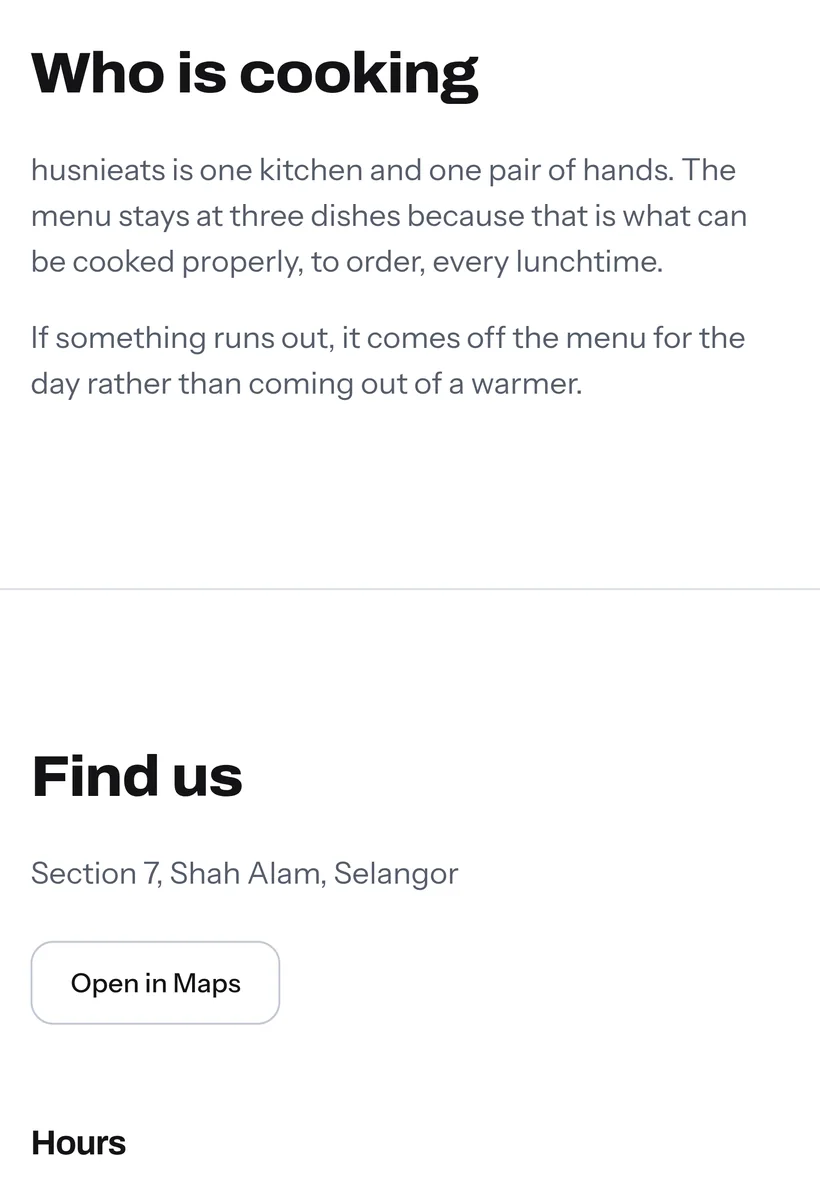 Who is cooking
husnieats is one kitchen and one pair of hands. The
menu stays at three dishes because that is what can
be cooked properly, to order, every lunchtime.
If something runs out, it comes off the menu for the
day rather than coming out of a warmer.
Find us
Section 7, Shah Alam, Selangor
Open in Maps
Hours